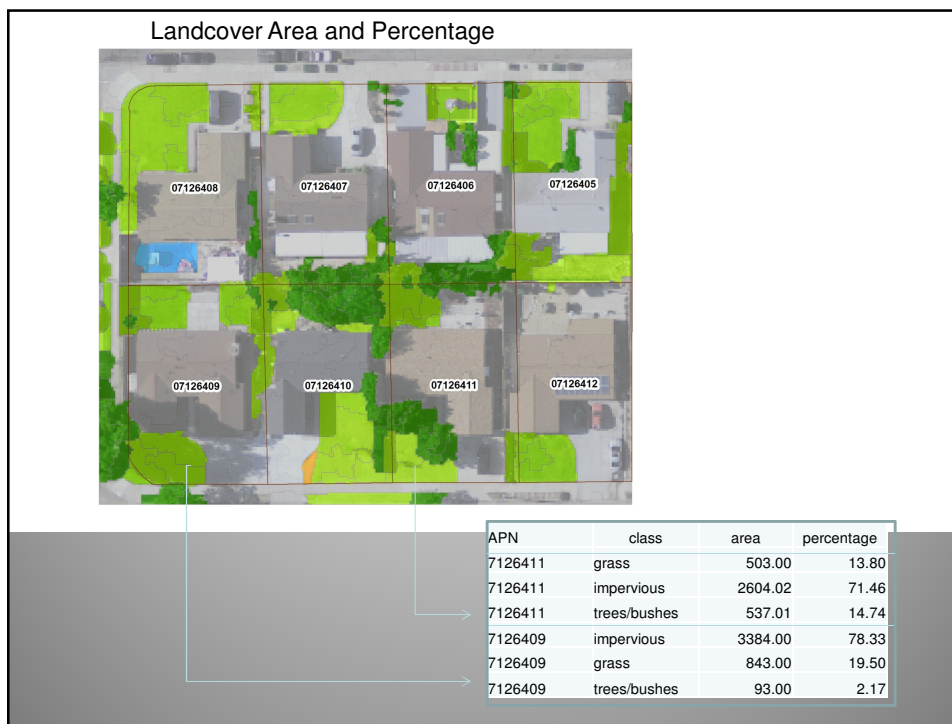 Landcover Area and Percentage
07126408 07126407 07126406 07126405
07126409 07126410 07126411 07126412
APN class area percentage
7126411 grass 503.00 13.80
7126411 impervious 2604.02 71.46
7126411 trees/bushes 537.01 14.74
7126409 impervious 3384.00 78.33
7126409 grass 843.00 19.50
7126409 trees/bushes 93.00 2.17